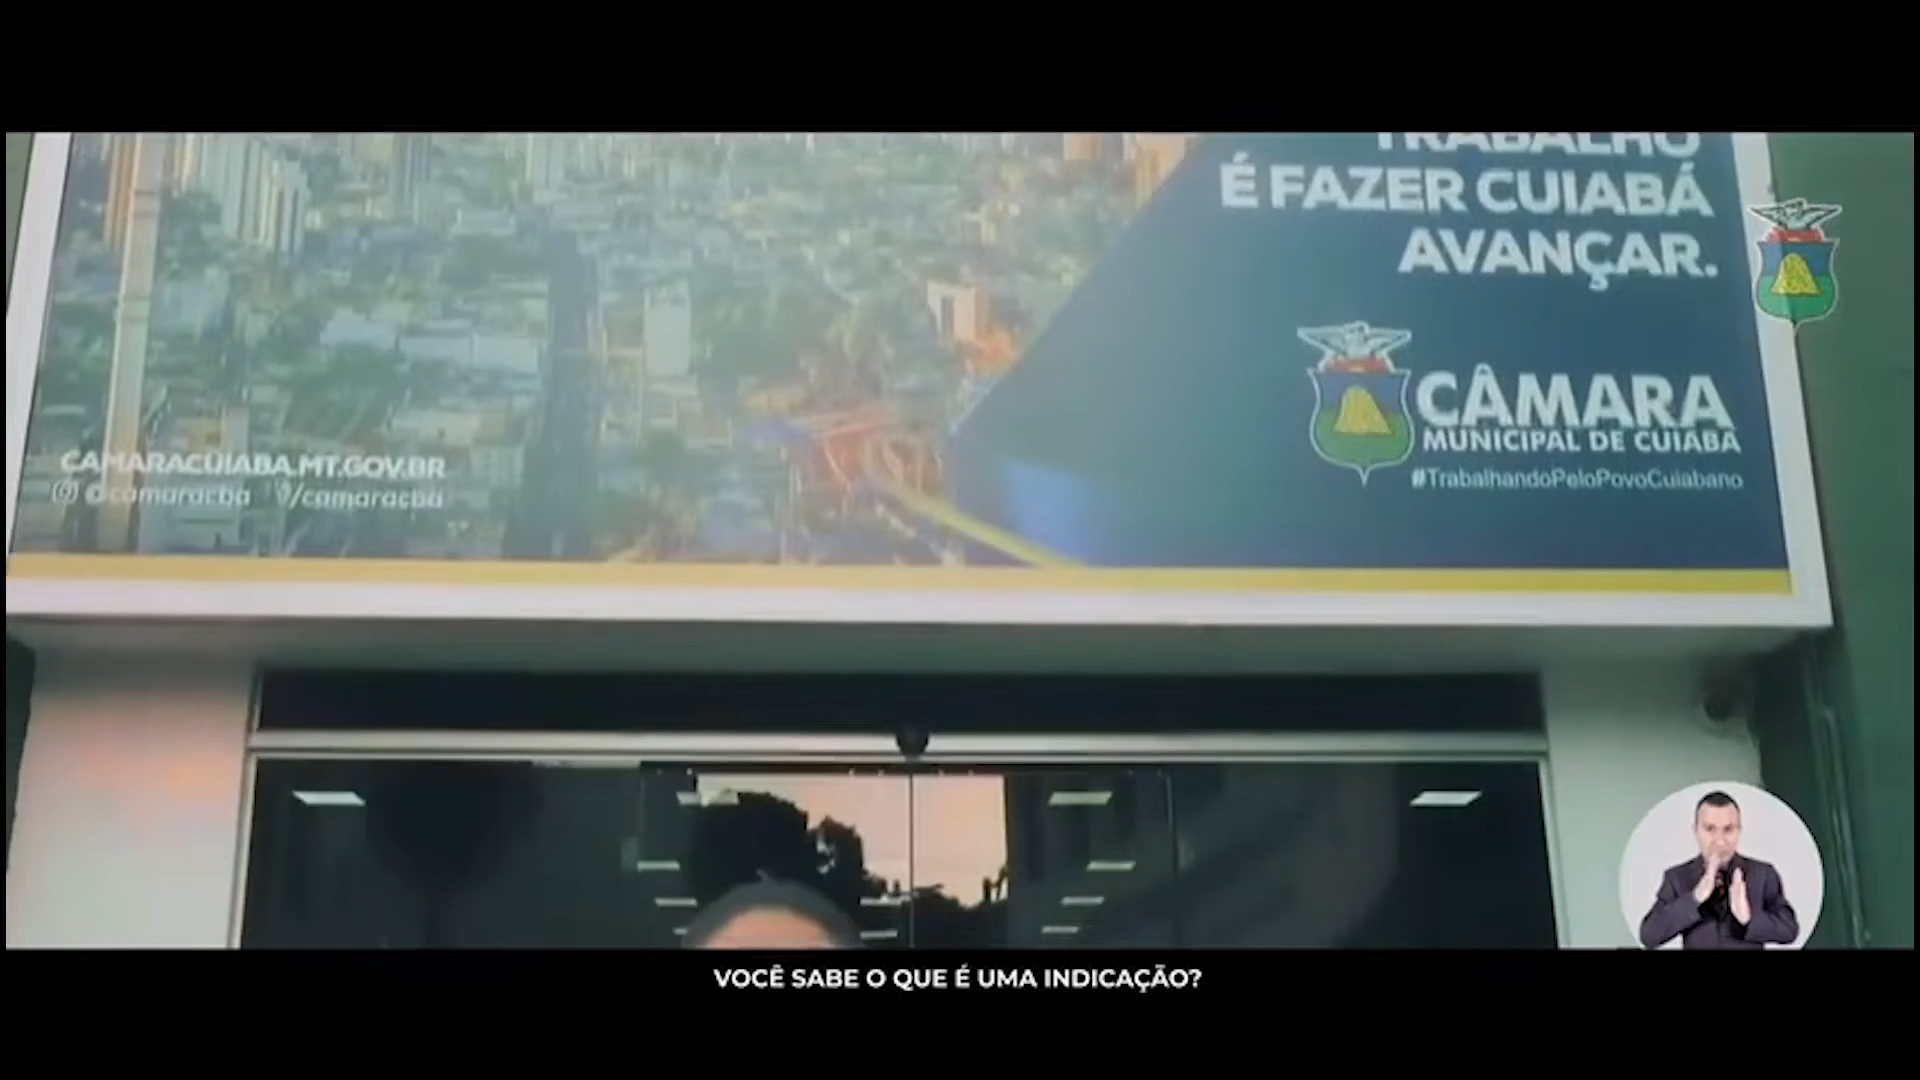 TRABALHO
É FAZER CUIABÁ
AVANÇAR.
CÂMARA
MUNICIPAL DE CUIABÁ
#TrabalhandoPeloPovoCuiabano
CAMARACUIABA.MT.GOV.BR
@camaracba /camaracba
VOCÊ SABE O QUE É UMA INDICAÇÃO?